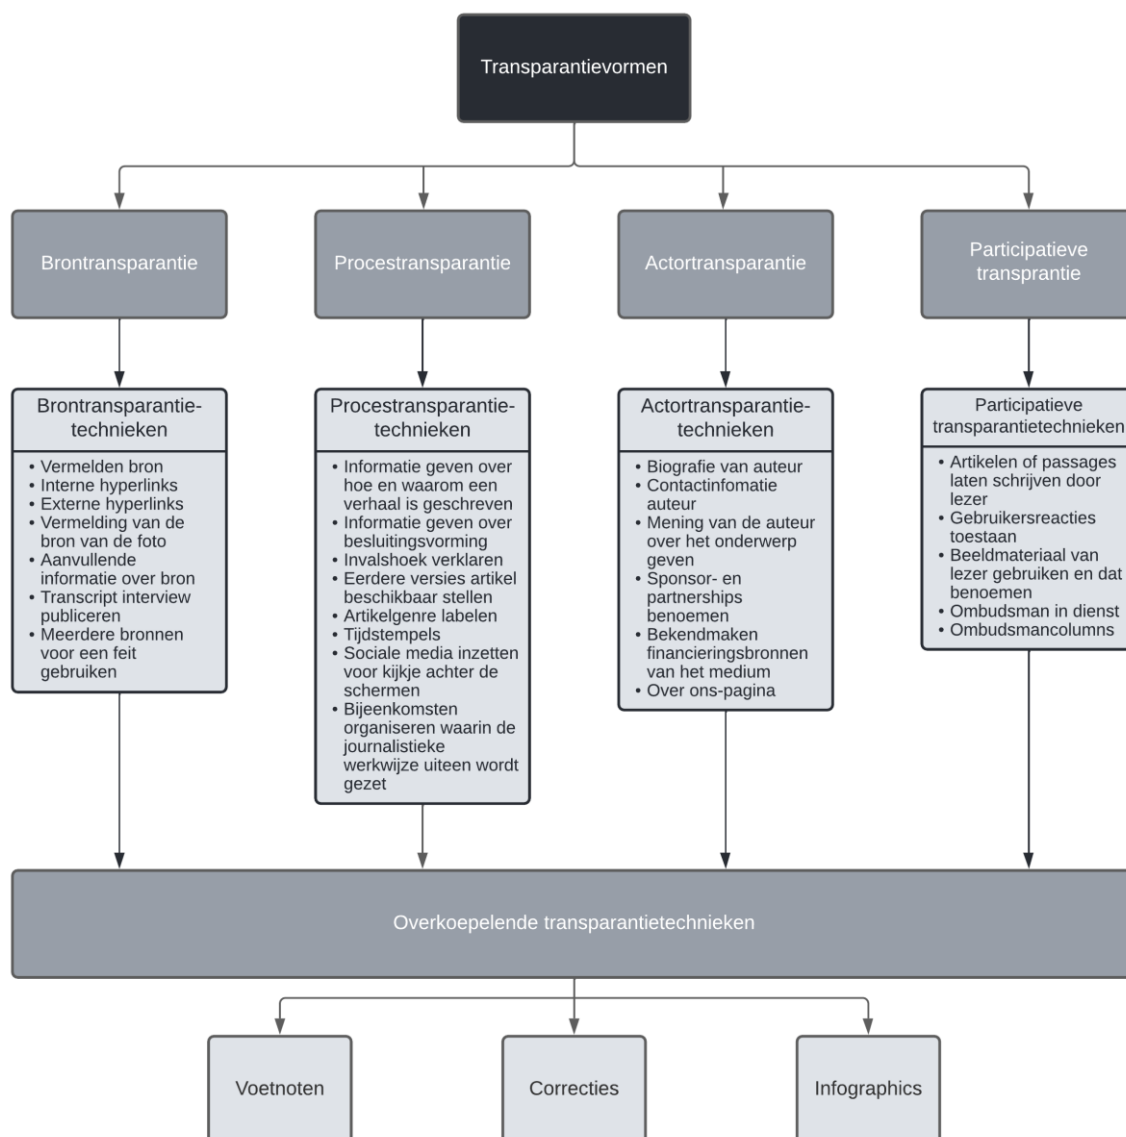 Transparantievormen
Brontransparantie
Procestransparantie
Actortransparantie
Participatieve
transprantie
Brontransparantie-
technieken
• Vermelden bron
• Interne hyperlinks
• Externe hyperlinks
• Vermelding van de
bron van de foto
• Aanvullende
informatie over bron
• Transcript interview
publiceren
• Meerdere bronnen
voor een feit
gebruiken
Procestransparantie-
technieken
• Informatie geven over
hoe en waarom een
verhaal is geschreven
• Informatie geven over
besluitingsvorming
• Invalshoek verklaren
• Eerdere versies artikel
beschikbaar stellen
• Artikelgenre labelen
• Tijdstempels
• Sociale media inzetten
voor kijkje achter de
schermen
• Bijeenkomsten
organiseren waarin de
journalistieke
werkwijze uiteen wordt
gezet
Actortransparantie-
technieken
• Biografie van auteur
• Contactinfomatie
auteur
• Mening van de auteur
over het onderwerp
geven
• Sponsor- en
partnerships
benoemen
• Bekendmaken
financieringsbronnen
van het medium
• Over ons-pagina
Participatieve
transparantietechnieken
• Artikelen of passages
laten schrijven door
lezer
• Gebruikersreacties
toestaan
• Beeldmateriaal van
lezer gebruiken en dat
benoemen
• Ombudsman in dienst
• Ombudsmancolumns
Overkoepelende transparantietechnieken
Voetnoten
Correcties
Infographics